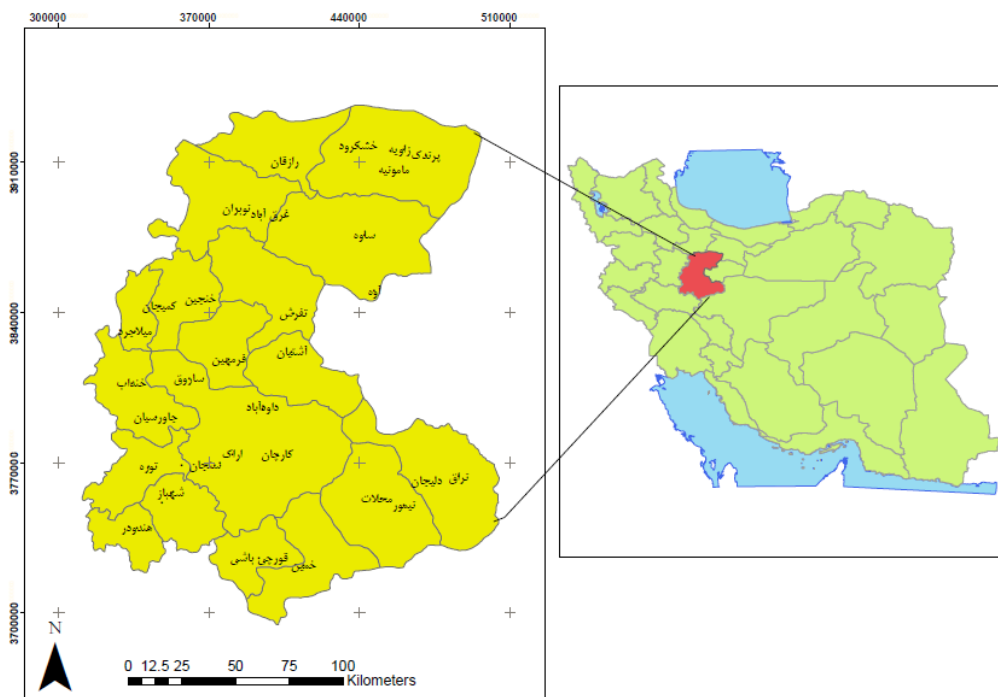 300000 370000 440000 510000
3910000
3840000
3770000
3700000
خشکرود
زاویه
پرندک
مامونیه
رازقان
نوبران
غرق آباد
ساوه
آوه
خنجین
کمیجان
تفرش
میلاجرد
آشتیان
فرمهین
ساروق
خنداب
داودآباد
جاورسیان
کارچان
اراک
توره
نراق
دلیجان
محلات
نیمور
شهباز
هندودر
قورچی باشی
خمین
N
0 12.5 25 50 75 100
Kilometers